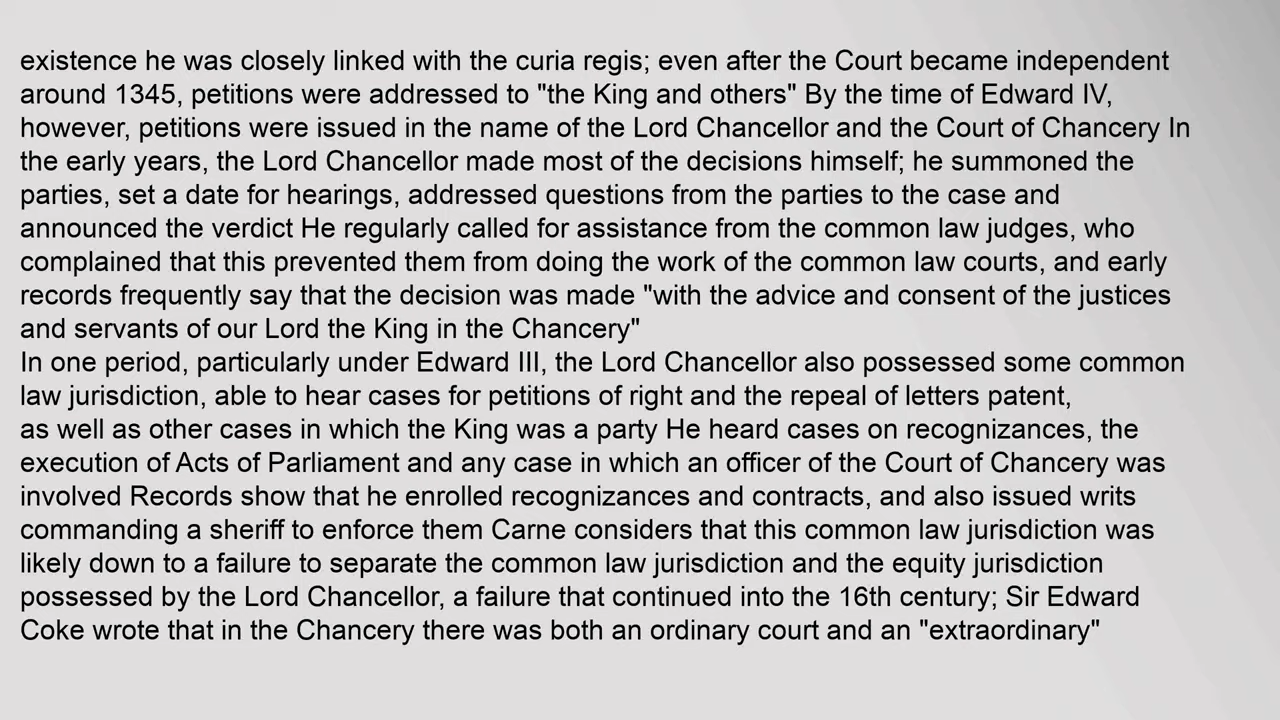 existence he was closely linked with the curia regis; even after the Court became independent
around 1345, petitions were addressed to "the King and others" By the time of Edward IV,
however, petitions were issued in the name of the Lord Chancellor and the Court of Chancery In
the early years, the Lord Chancellor made most of the decisions himself; he summoned the
parties, set a date for hearings, addressed questions from the parties to the case and
announced the verdict He regularly called for assistance from the common law judges, who
complained that this prevented them from doing the work of the common law courts, and early
records frequently say that the decision was made "with the advice and consent of the justices
and servants of our Lord the King in the Chancery"
In one period, particularly under Edward III, the Lord Chancellor also possessed some common
law jurisdiction, able to hear cases for petitions of right and the repeal of letters patent,
as well as other cases in which the King was a party He heard cases on recognizances, the
execution of Acts of Parliament and any case in which an officer of the Court of Chancery was
involved Records show that he enrolled recognizances and contracts, and also issued writs
commanding a sheriff to enforce them Carne considers that this common law jurisdiction was
likely down to a failure to separate the common law jurisdiction and the equity jurisdiction
possessed by the Lord Chancellor, a failure that continued into the 16th century; Sir Edward
Coke wrote that in the Chancery there was both an ordinary court and an "extraordinary"